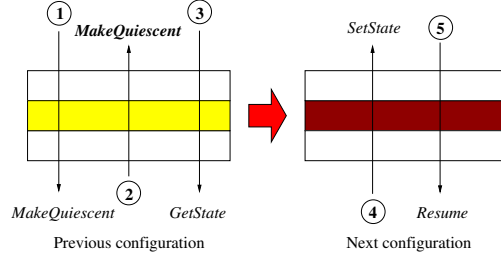 1
3
5
MakeQuiescent
SetState
2
4
MakeQuiescent
GetState
Resume
Previous configuration
Next configuration